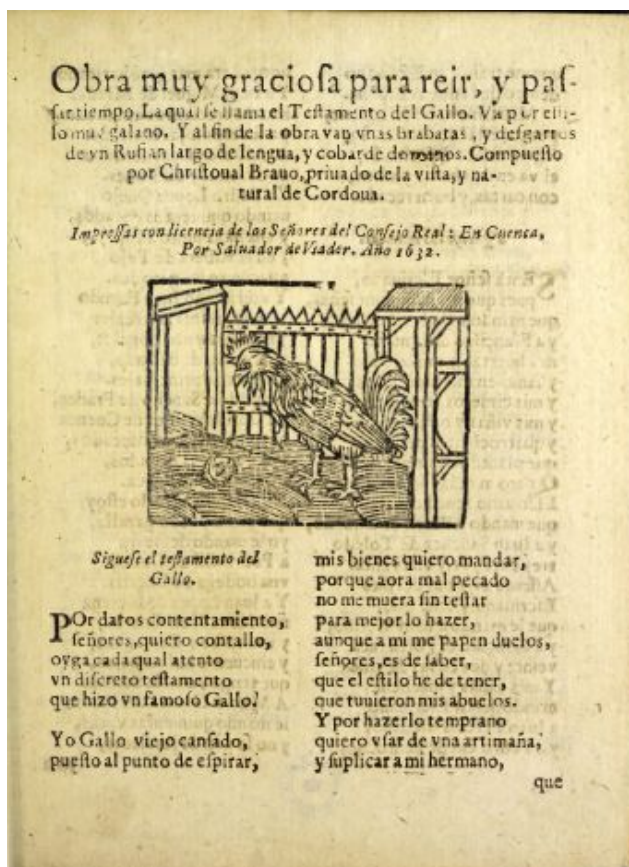 Obra muy gracioſa para reir, y paſ-
ſar tiempo. La qual ſe llama el Teſtamento del Gallo. Va por eſti-
lo muy galano. Y al fin de la obra van vnas brabatas, y deſgarros
de vn Rufian largo de lengua, y cobarde de manos. Compueſto
por Chriſtoual Brauo, priuado de la viſta, y na-
tural de Cordoua.
Impreſſas con licencia de los Señores del Conſejo Real: En Cuenca,
Por Saluador de Viader. Año 1632.
Sigueſe el teſtamento del
Gallo.
POr daros contentamiento,
ſeñores, quiero contallo,
oyga cada qual atento
vn diſcreto teſtamento
que hizo vn famoſo Gallo.
Yo Gallo viejo canſado,
pueſto al punto de eſpirar,
mis bienes quiero mandar,
porque aora mal pecado
no me muera ſin teſtar
para mejor lo hazer,
aunque a mi me papen duelos,
ſeñores, es de ſaber,
que el eſtilo he de tener,
que tuuieron mis abuelos.
Y por hazerlo temprano
quiero vſar de vna artimaña,
y ſuplicar a mi hermano,
que